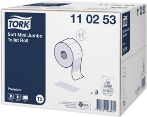 TORK
110253
Soft Mini Jumbo
Toilet Roll
Premium
T2